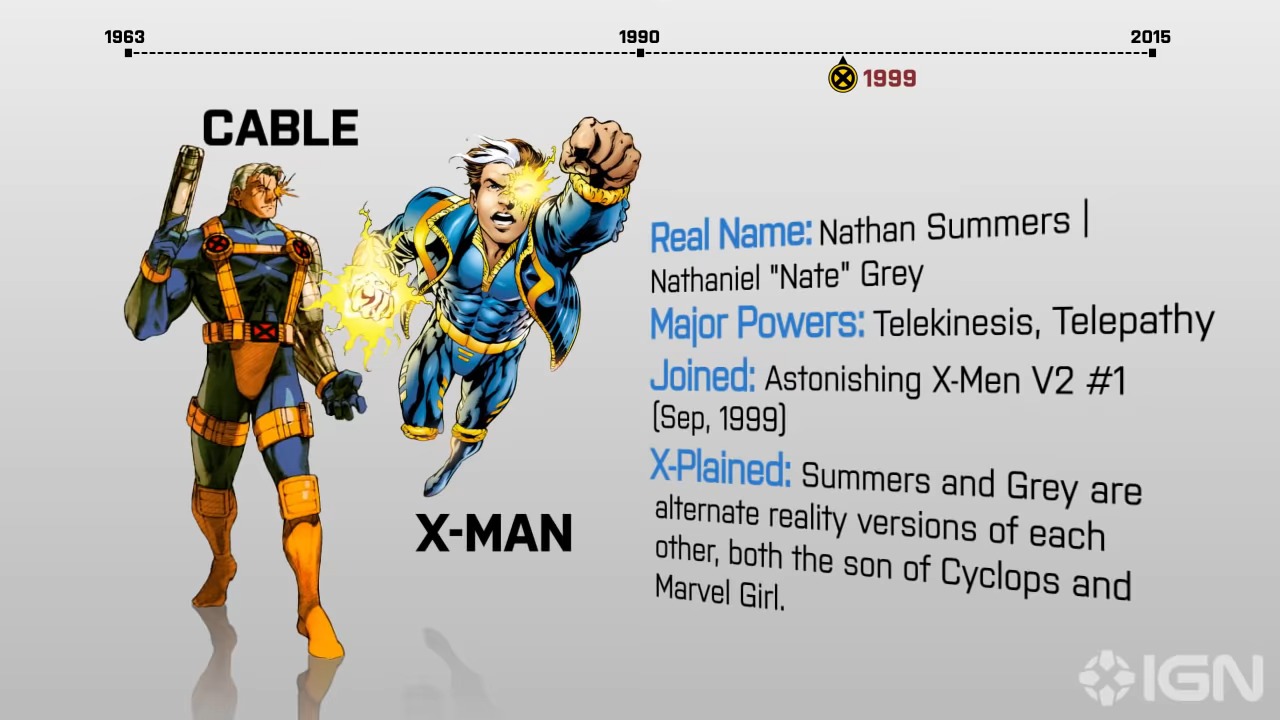 1963
1990
2015
1999
CABLE
X-MAN
Real Name: Nathan Summers |
Nathaniel "Nate" Grey
Major Powers: Telekinesis, Telepathy
Joined: Astonishing X-Men V2 #1
(Sep, 1999)
X-Plained: Summers and Grey are
alternate reality versions of each
other, both the son of Cyclops and
Marvel Girl.
IGN